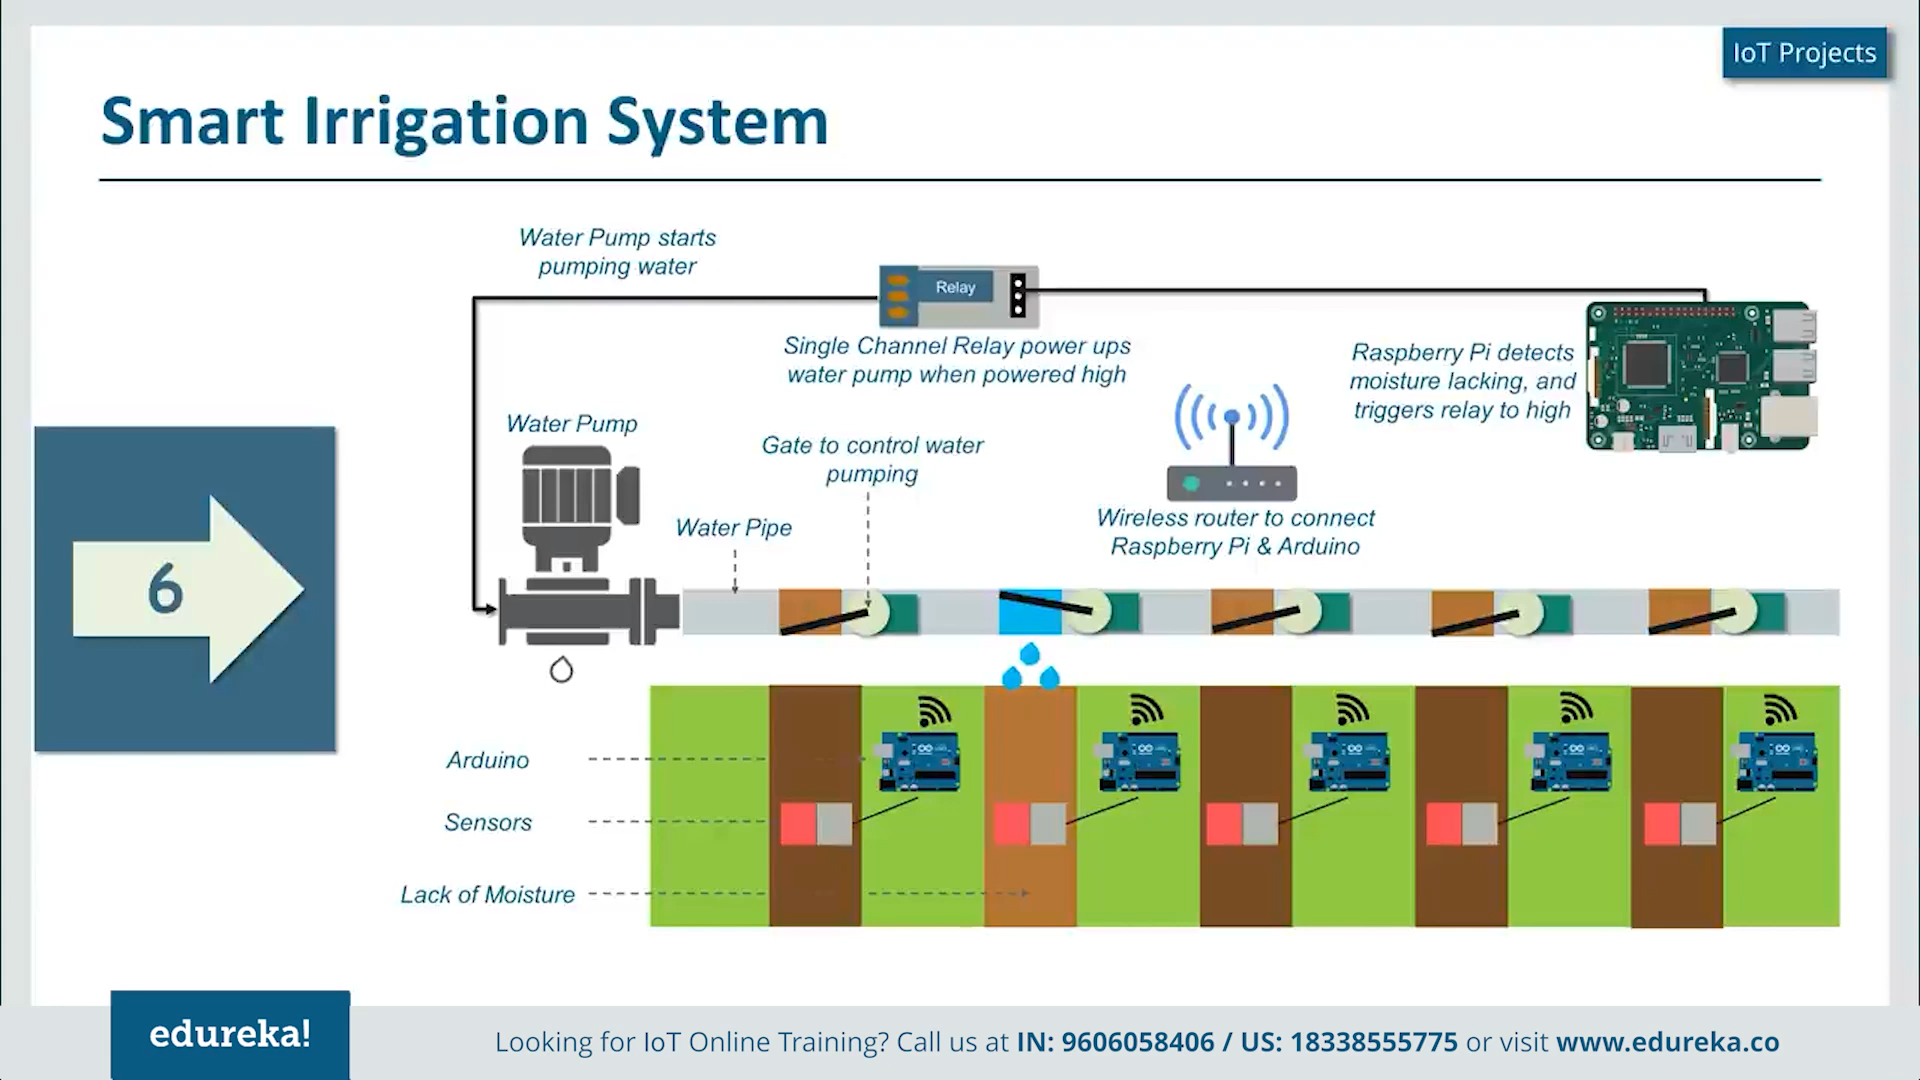 IoT Projects
Smart Irrigation System
Water Pump starts
pumping water
Relay
Single Channel Relay power ups
water pump when powered high
Raspberry Pi detects
moisture lacking, and
triggers relay to high
Water Pump
Gate to control water
pumping
Water Pipe
Wireless router to connect
Raspberry Pi & Arduino
6
Arduino
Sensors
Lack of Moisture
edureka!
Looking for IoT Online Training? Call us at IN: 9606058406 / US: 18338555775 or visit www.edureka.co